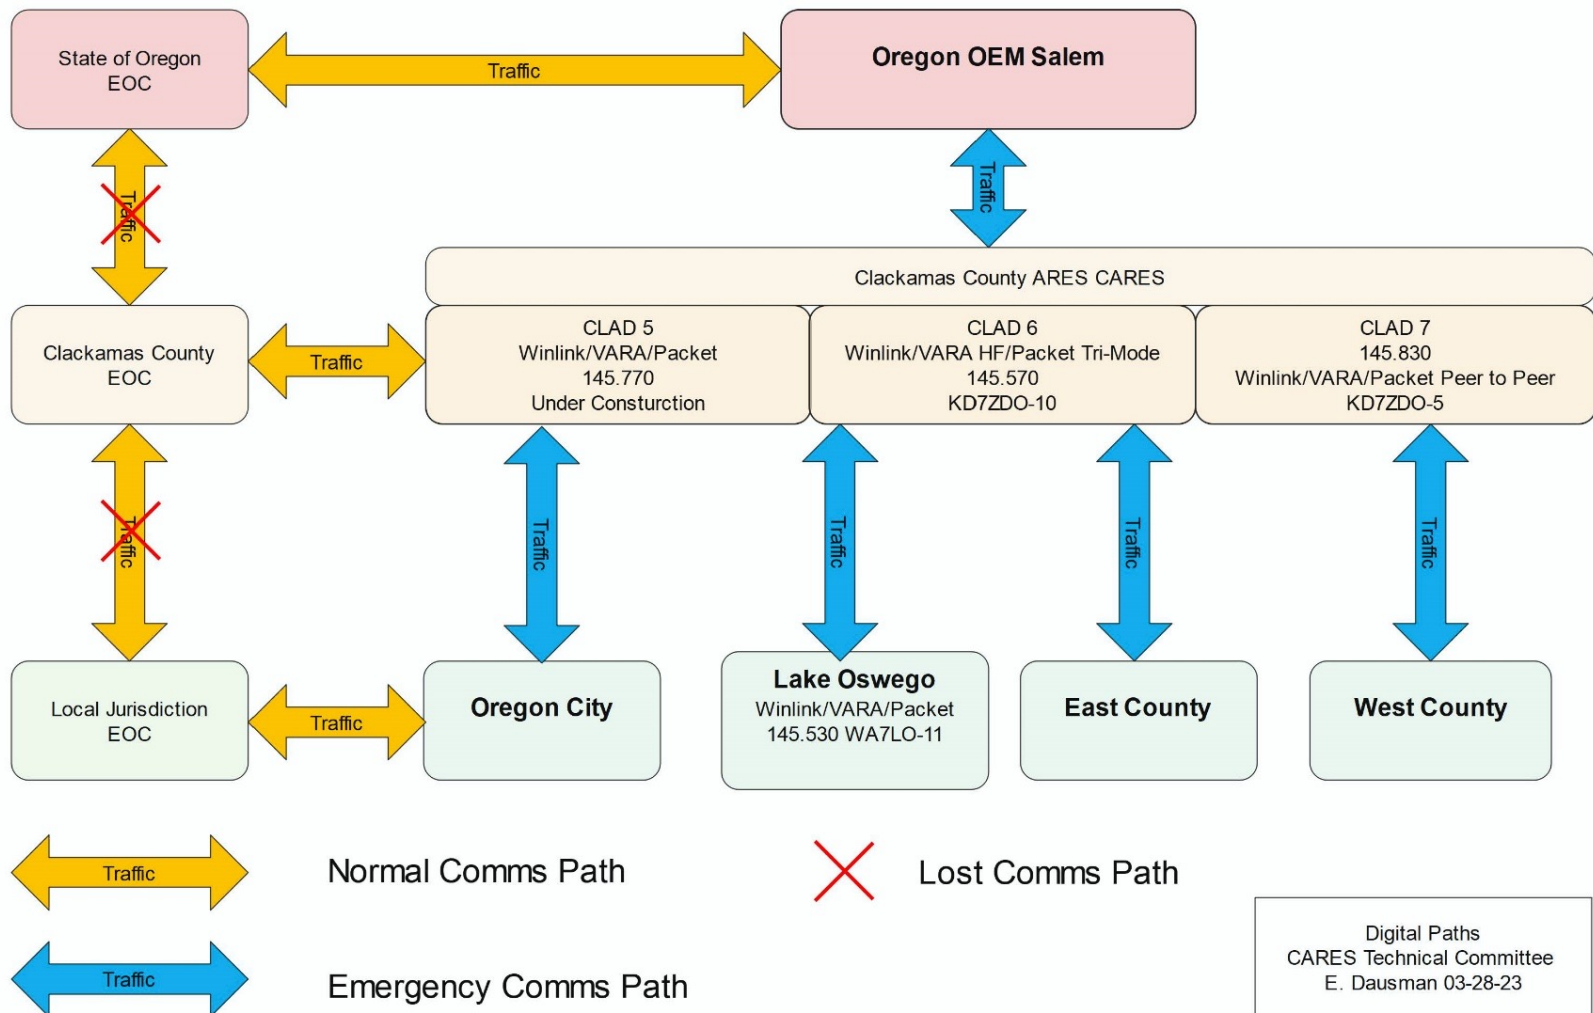 State of Oregon
EOC
Traffic
Oregon OEM Salem
Traffic
Traffic
Clackamas County ARES CARES
Clackamas County
EOC
Traffic
CLAD 5
Winlink/VARA/Packet
145.770
Under Consturction
CLAD 6
Winlink/VARA HF/Packet Tri-Mode
145.570
KD7ZDO-10
CLAD 7
145.830
Winlink/VARA/Packet Peer to Peer
KD7ZDO-5
Traffic
Traffic
Traffic
Traffic
Traffic
Local Jurisdiction
EOC
Traffic
Oregon City
Lake Oswego
Winlink/VARA/Packet
145.530 WA7LO-11
East County
West County
Traffic
Normal Comms Path
Lost Comms Path
Traffic
Emergency Comms Path
Digital Paths
CARES Technical Committee
E. Dausman 03-28-23